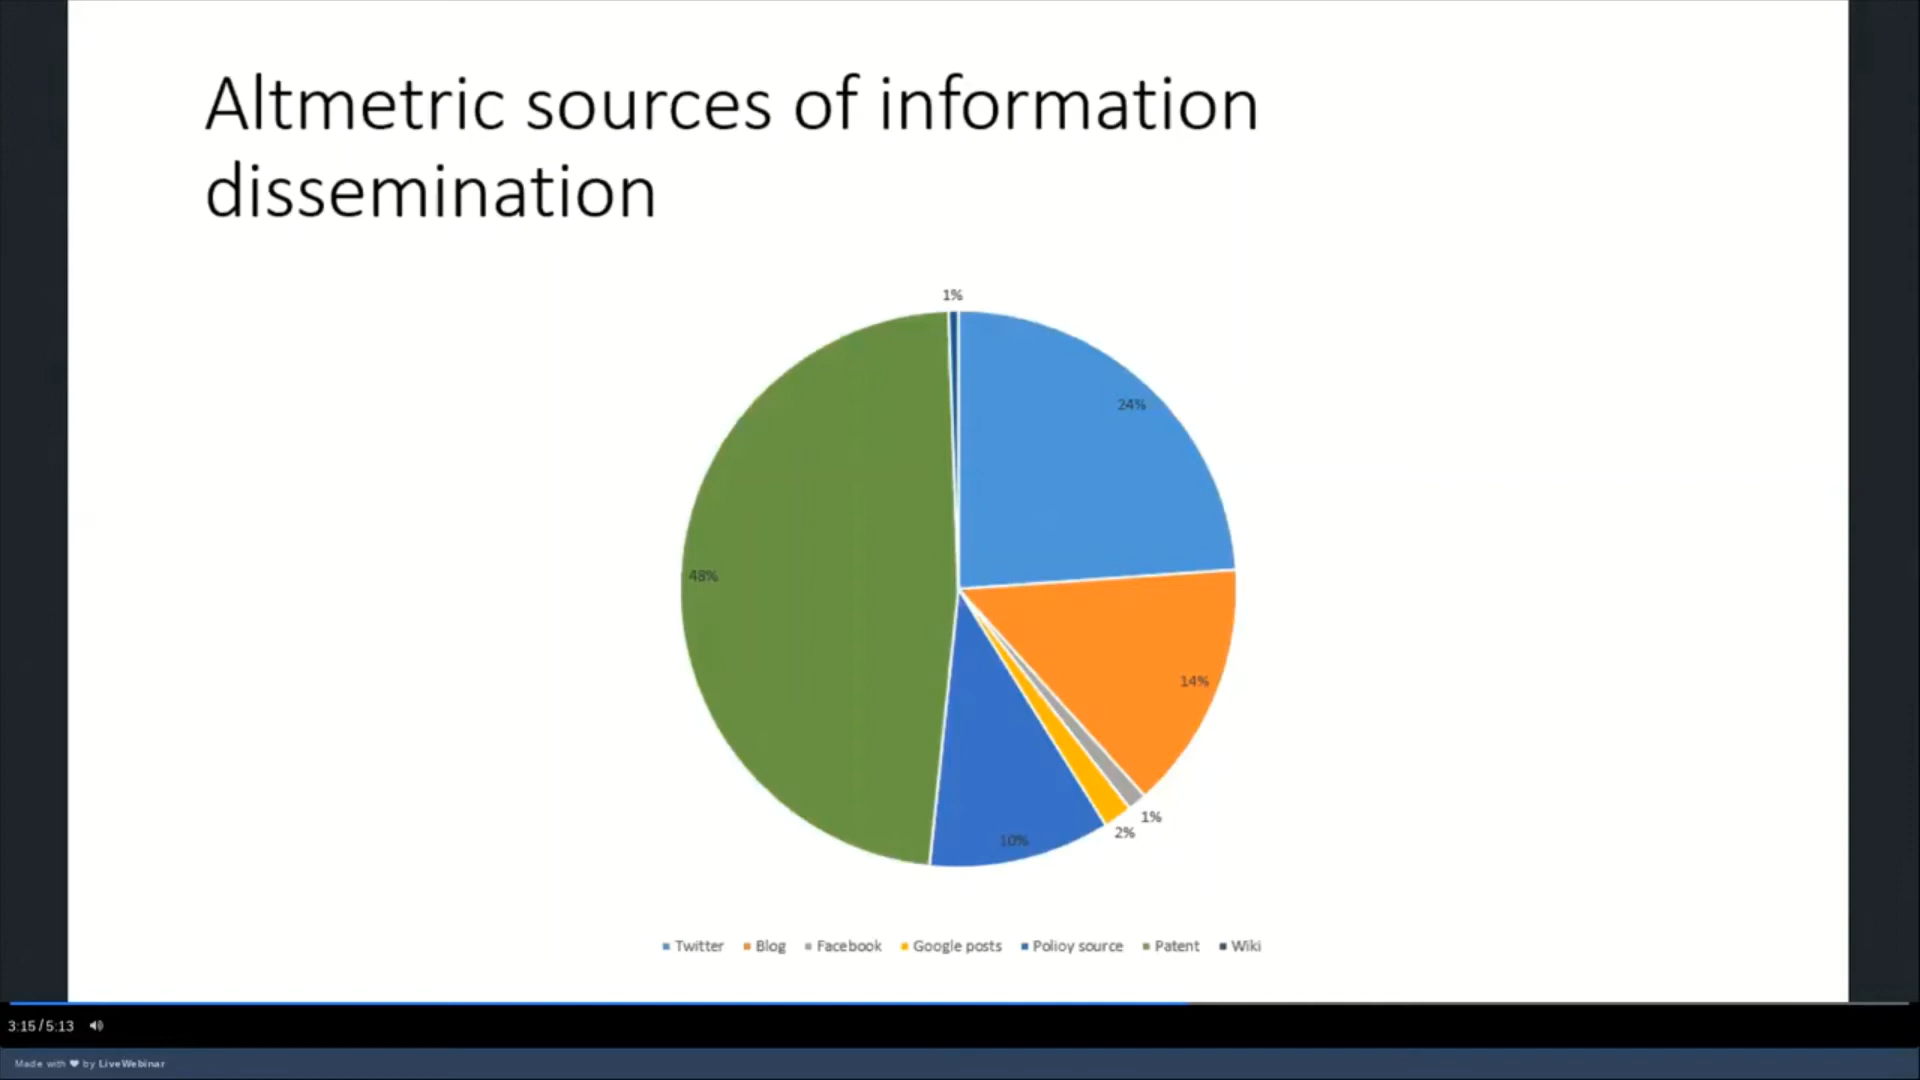 Altmetric sources of information
dissemination
1%
24%
48%
14%
1%
2%
10%
Twitter Blog Facebook Google posts Polioy source Patent Wiki
3:15/5:13
Made with ❤ by LiveWebinar